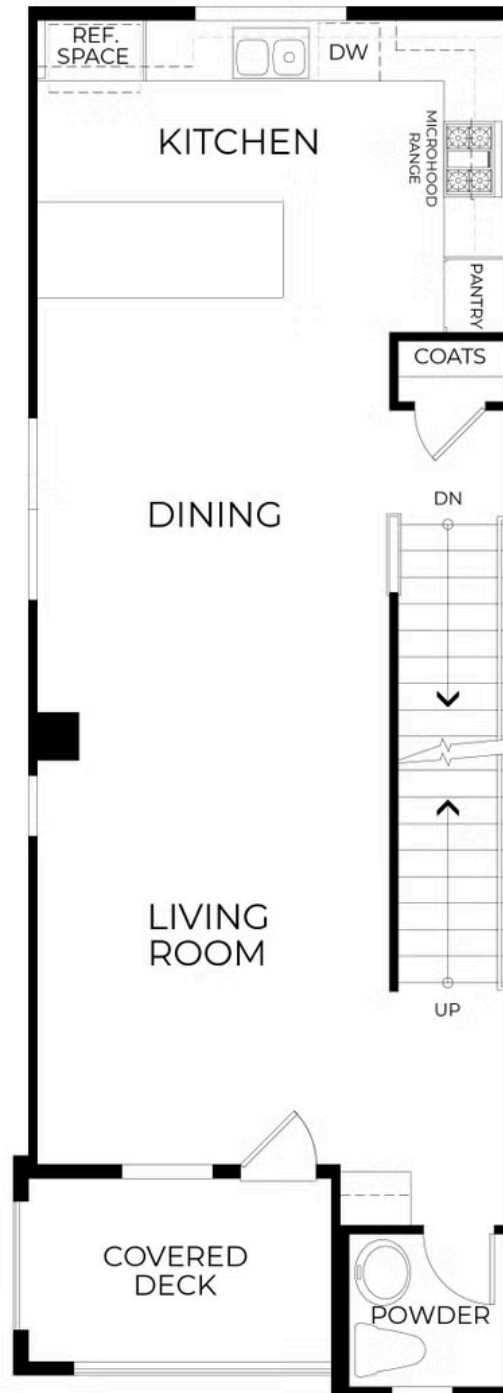 REF.
SPACE
DW
KITCHEN
MICROHOOD
RANGE
PANTRY
COATS
DN
DINING
LIVING
ROOM
UP
COVERED
DECK
POWDER